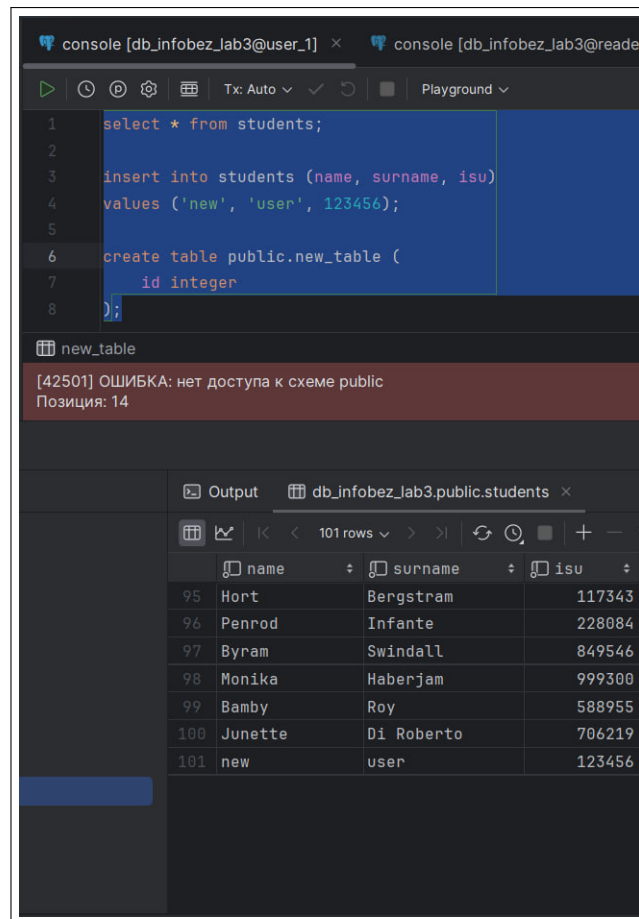 console [db_infobez_lab3@user_1] × console [db_infobez_lab3@reade
Tx: Auto Playground
1 select * from students;
2
3 insert into students (name, surname, isu)
4 values ('new', 'user', 123456);
5
6 create table public.new_table (
7 id integer
8 );
new_table
[42501] ОШИБКА: нет доступа к схеме public
Позиция: 14
Output db_infobez_lab3.public.students ×
101 rows
name surname isu
95 Hort Bergstram 117343
96 Penrod Infante 228084
97 Byram Swindall 849546
98 Monika Haberjam 999300
99 Bamby Roy 588955
100 Junette Di Roberto 706219
101 new user 123456